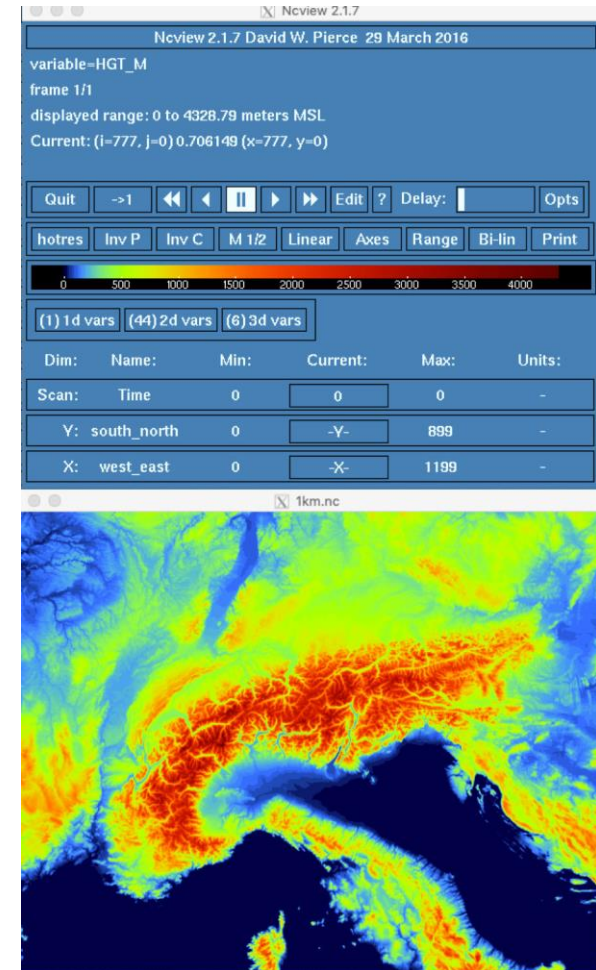 Ncview 2.1.7
Ncview 2.1.7 David W. Pierce 29 March 2016
variable=HGT_M
frame 1/1
displayed range: 0 to 4328.79 meters MSL
Current: (i=777, j=0) 0.706149 (x=777, y=0)
Quit ->1 Edit ? Delay: Opts
hotres Inv P Inv C M 1/2 Linear Axes Range Bi-lin Print
0 500 1000 1500 2000 2500 3000 3500 4000
(1) 1d vars (44) 2d vars (6) 3d vars
Dim: Name: Min: Current: Max: Units:
Scan: Time 0 0 0 -
Y: south_north 0 -Y- 899 -
X: west_east 0 -X- 1199 -
1km.nc